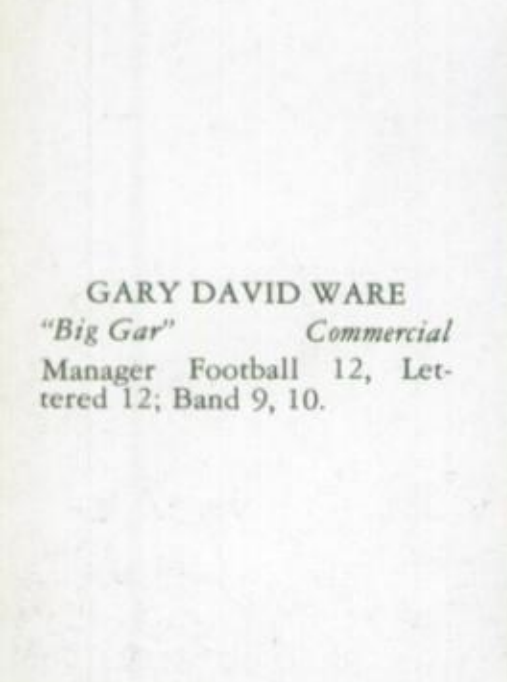 GARY DAVID WARE
"Big Gar" Commercial
Manager Football 12, Let-
tered 12; Band 9, 10.